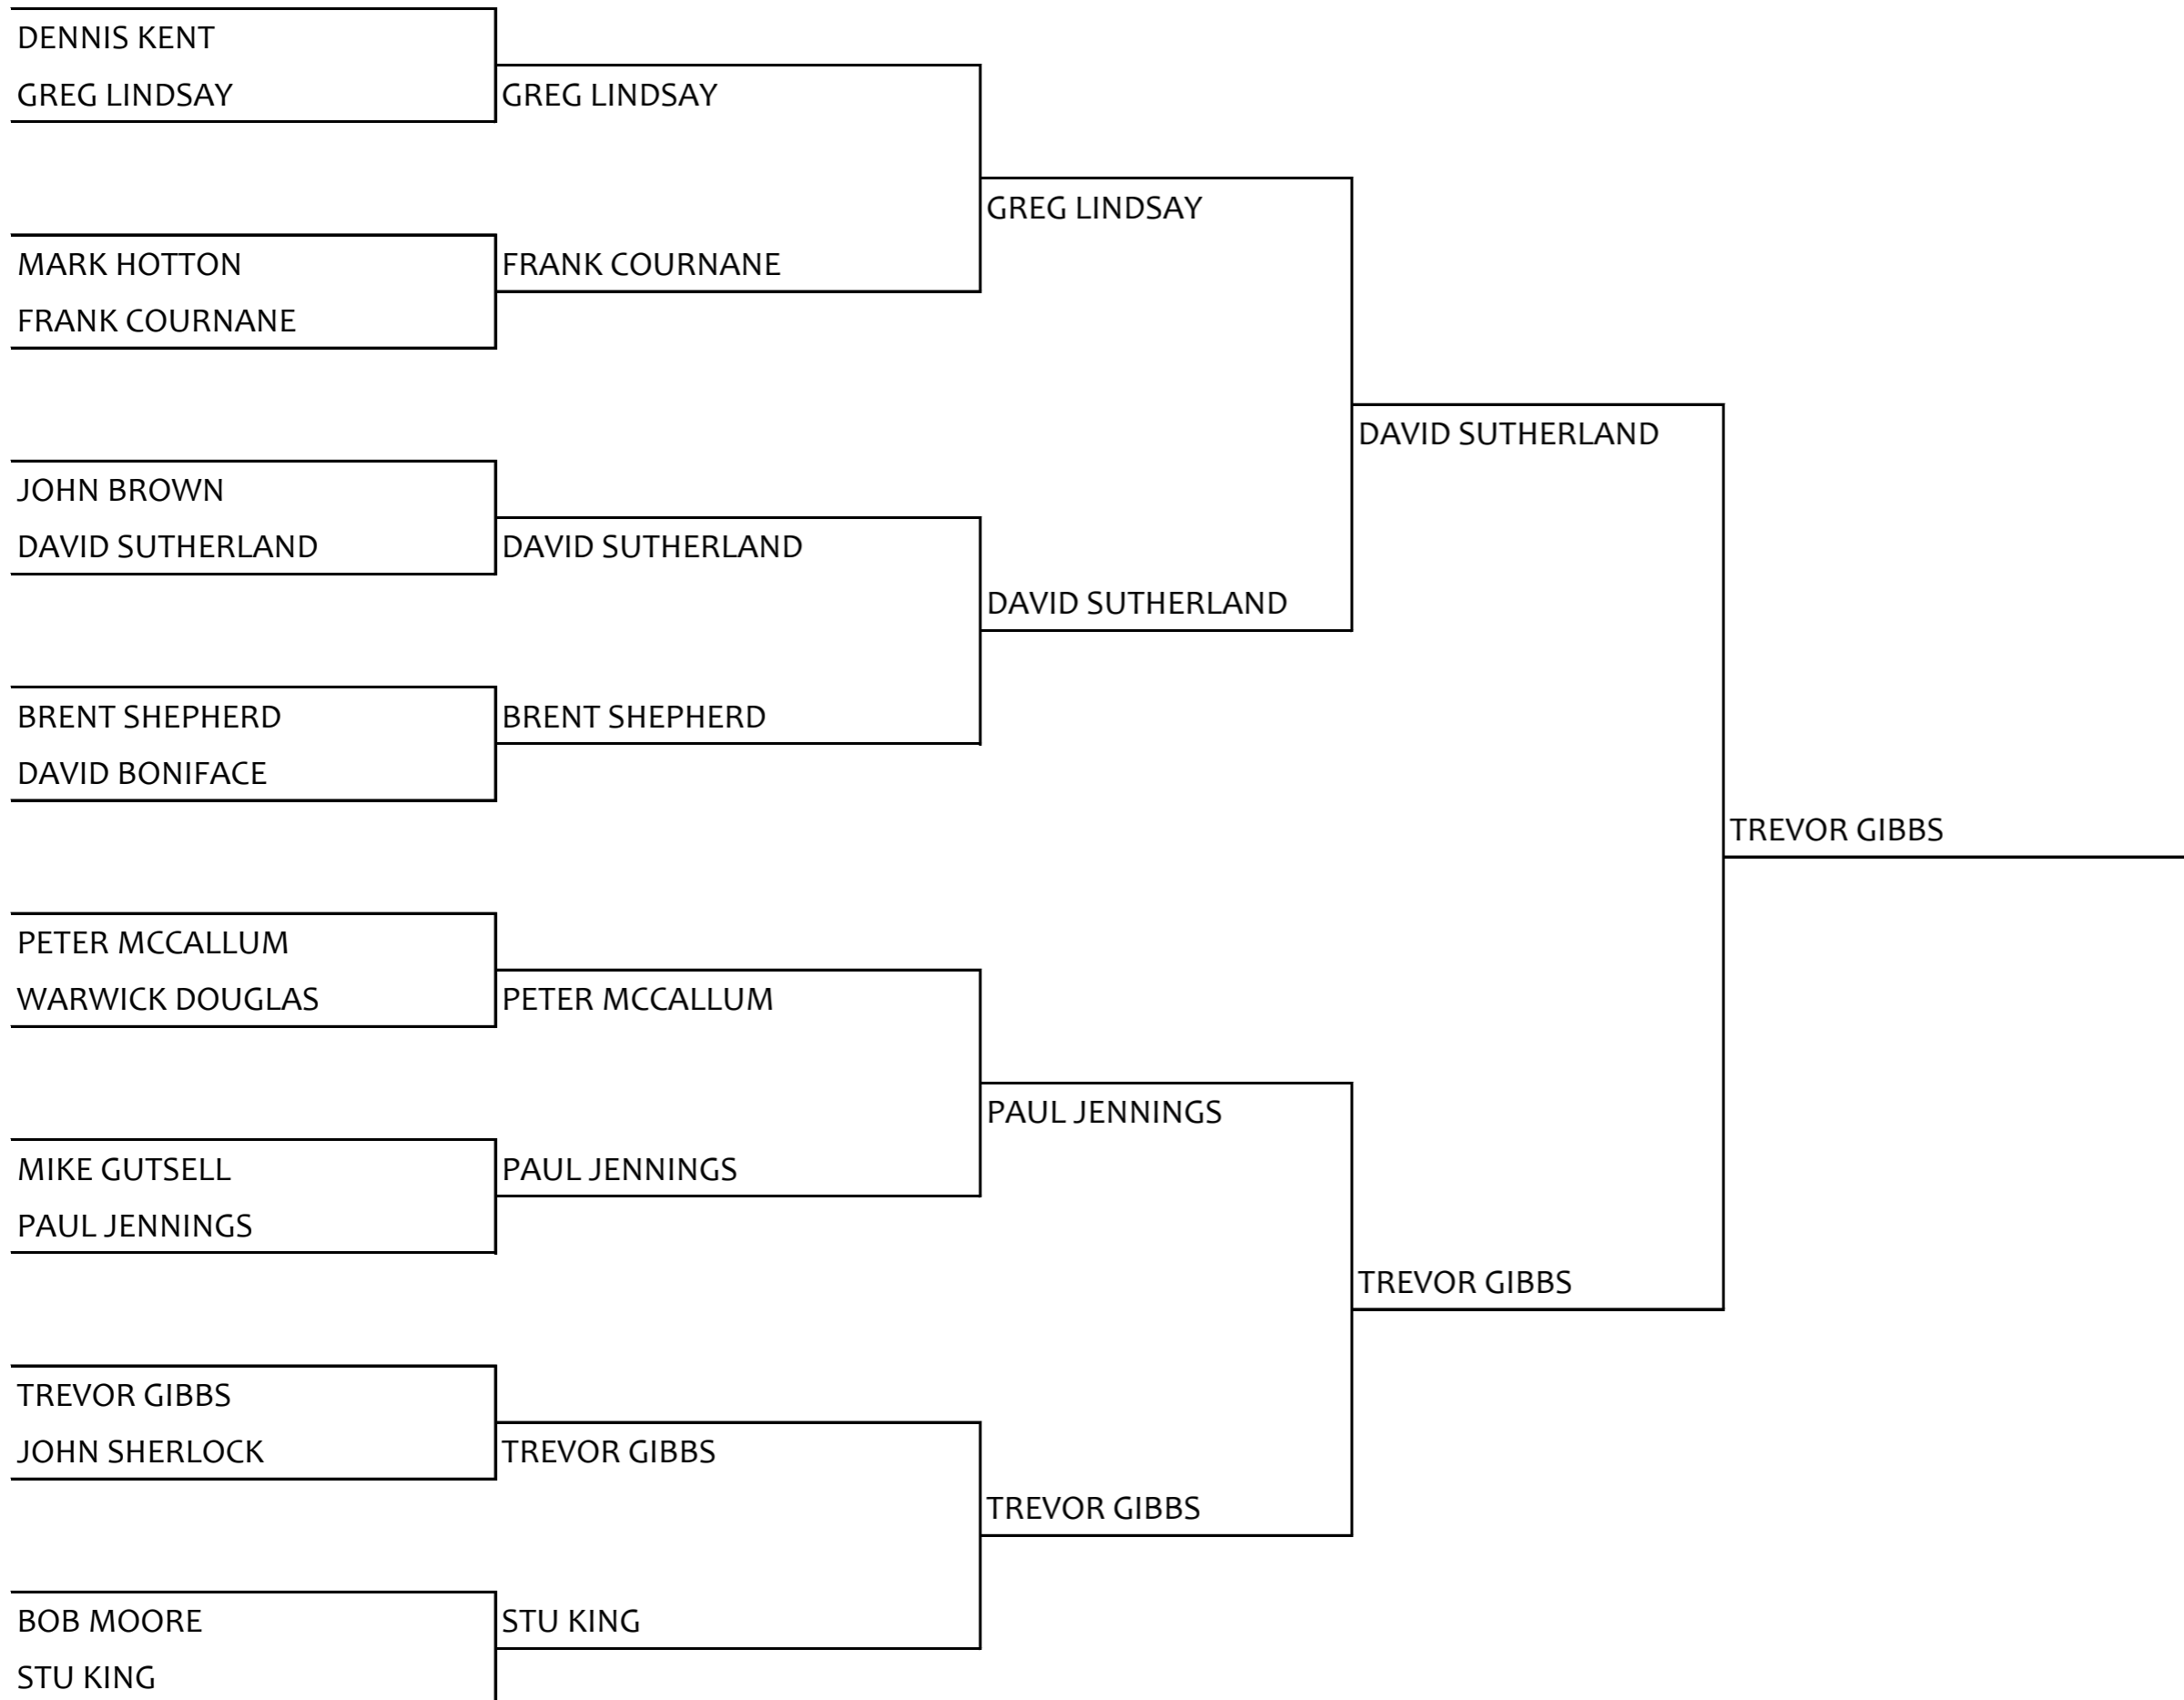 DENNIS KENT
GREG LINDSAY
GREG LINDSAY
GREG LINDSAY
MARK HOTTON
FRANK COURNANE
FRANK COURNANE
DAVID SUTHERLAND
JOHN BROWN
DAVID SUTHERLAND
DAVID SUTHERLAND
DAVID SUTHERLAND
BRENT SHEPHERD
BRENT SHEPHERD
DAVID BONIFACE
TREVOR GIBBS
PETER MCCALLUM
WARWICK DOUGLAS
PETER MCCALLUM
PAUL JENNINGS
MIKE GUTSELL
PAUL JENNINGS
PAUL JENNINGS
TREVOR GIBBS
TREVOR GIBBS
JOHN SHERLOCK
TREVOR GIBBS
TREVOR GIBBS
BOB MOORE
STU KING
STU KING